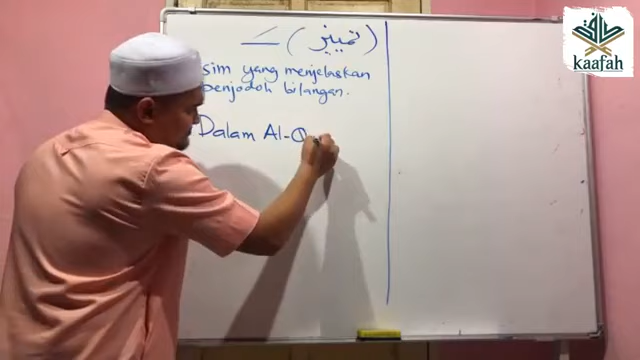 (تمييز)
sim yang menjelaskan
penjodoh bilangan.
Dalam Al-Q
kaafah